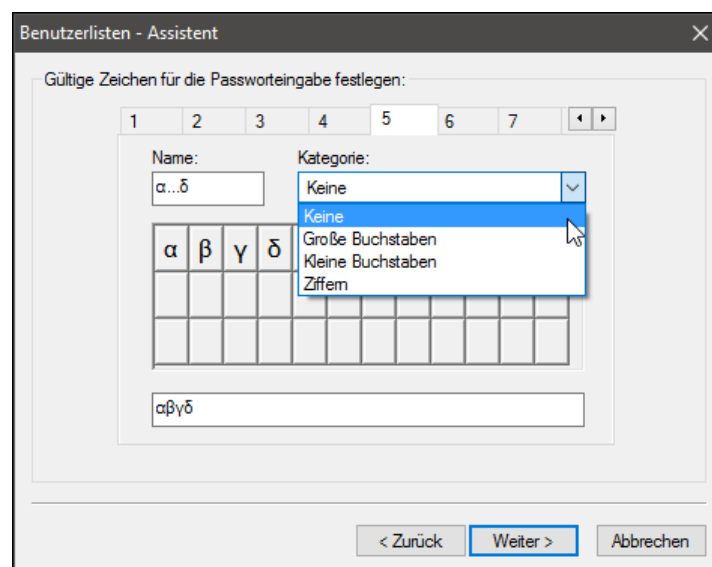 Benutzerlisten - Assistent
Gültige Zeichen für die Passworteingabe festlegen:
1 2 3 4 5 6 7
Name: Kategorie:
α...δ Keine
Keine
α β γ δ
Große Buchstaben
Kleine Buchstaben
Ziffern
αβγδ
< Zurück Weiter > Abbrechen